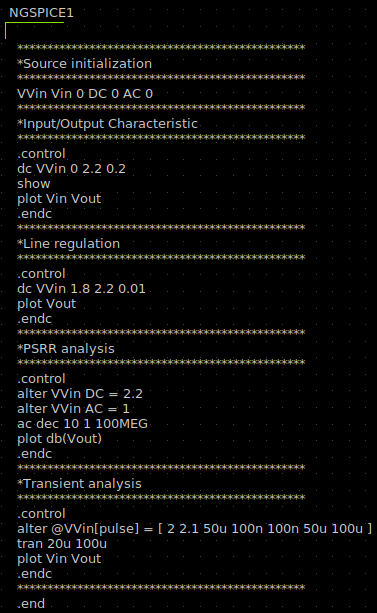 NGSPICE1
************************************************
*Source initialization
************************************************
VVin Vin 0 DC 0 AC 0
************************************************
*Input/Output Characteristic
************************************************
.control
dc VVin 0 2.2 0.2
show
plot Vin Vout
.endc
************************************************
*Line regulation
************************************************
.control
dc VVin 1.8 2.2 0.01
plot Vout
.endc
************************************************
*PSRR analysis
************************************************
.control
alter VVin DC = 2.2
alter VVin AC = 1
ac dec 10 1 100MEG
plot db(Vout)
.endc
************************************************
*Transient analysis
************************************************
.control
alter @VVin[pulse] = [ 2 2.1 50u 100n 100n 50u 100u ]
tran 20u 100u
plot Vin Vout
.endc
************************************************
.end